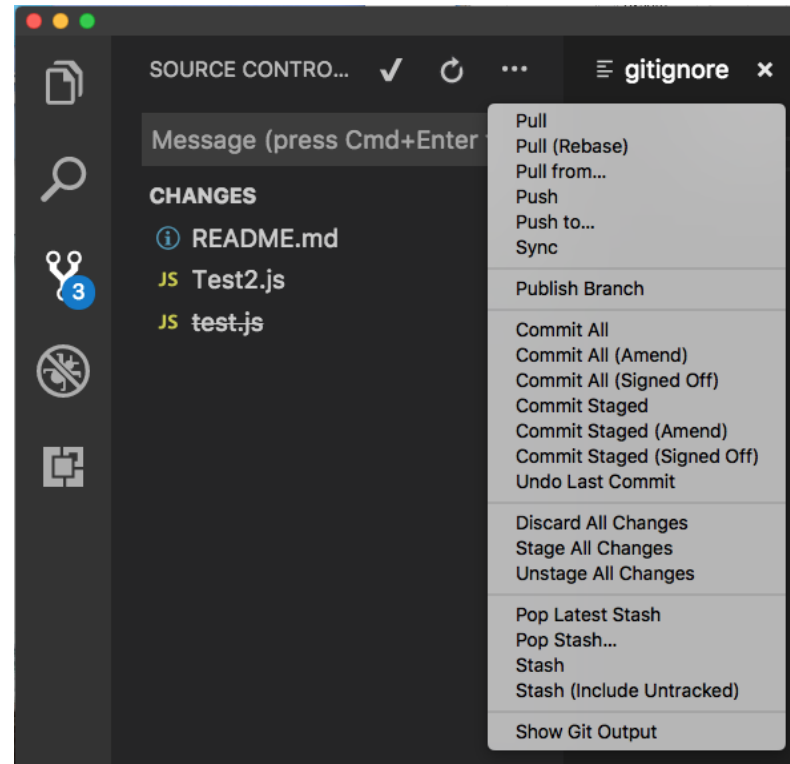 SOURCE CONTRO...
gitignore
Message (press Cmd+Enter
CHANGES
README.md
JS Test2.js
JS test.js
3
Pull
Pull (Rebase)
Pull from...
Push
Push to...
Sync
Publish Branch
Commit All
Commit All (Amend)
Commit All (Signed Off)
Commit Staged
Commit Staged (Amend)
Commit Staged (Signed Off)
Undo Last Commit
Discard All Changes
Stage All Changes
Unstage All Changes
Pop Latest Stash
Pop Stash...
Stash
Stash (Include Untracked)
Show Git Output